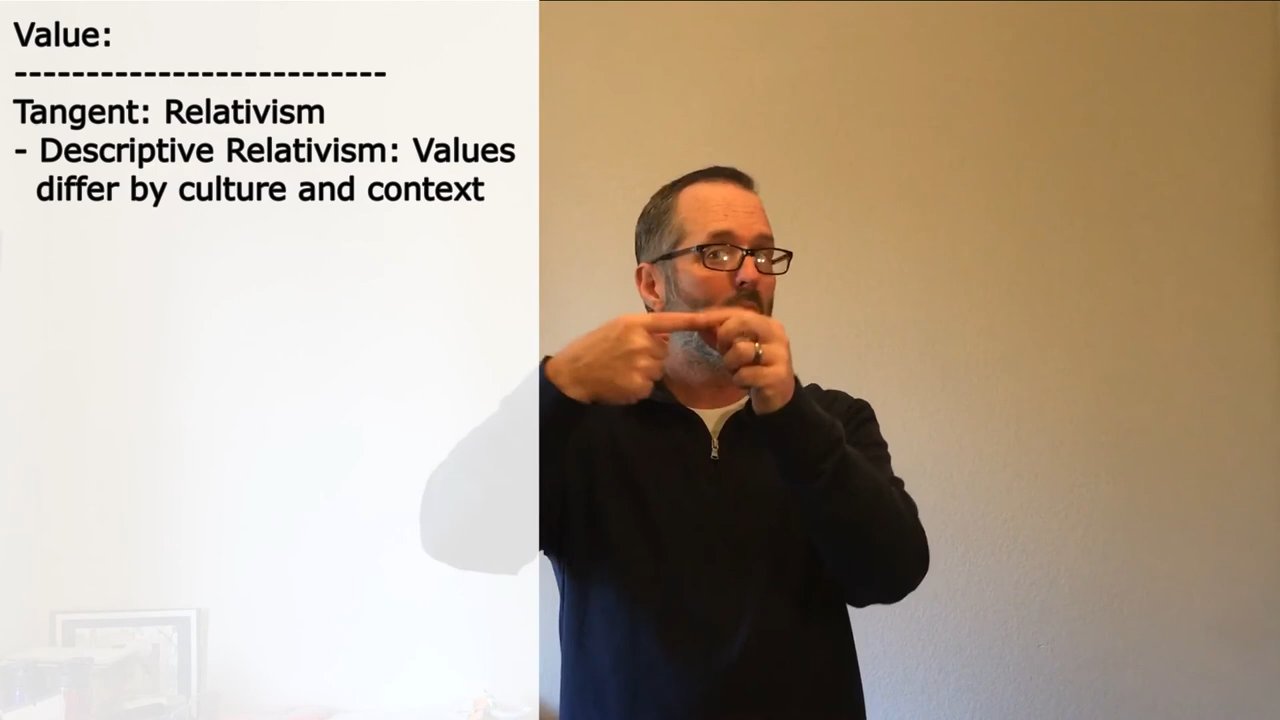 Value:
--------------------------
Tangent: Relativism
- Descriptive Relativism: Values
differ by culture and context